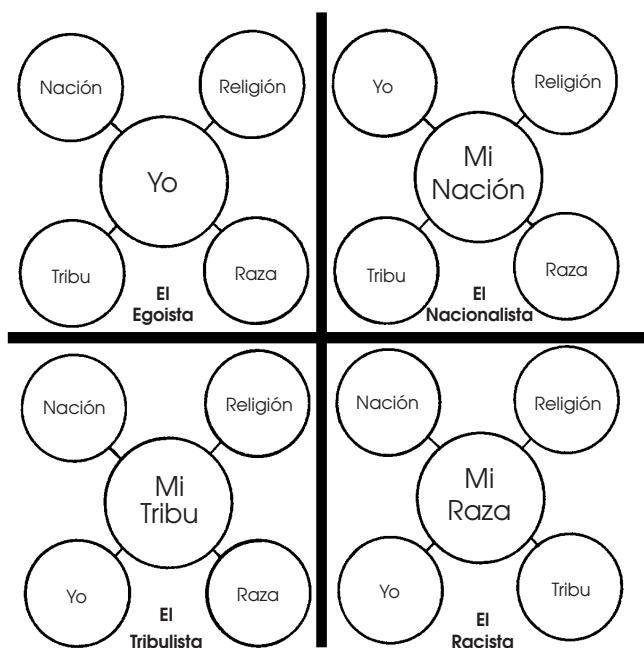 Nación
Religión
Yo
Tribu
Raza
El
Egoista
Yo
Religión
Mi
Nación
Tribu
Raza
El
Nacionalista
Nación
Religión
Mi
Tribu
Yo
Raza
El
Tribulista
Nación
Religión
Mi
Raza
Yo
Tribu
El
Racista